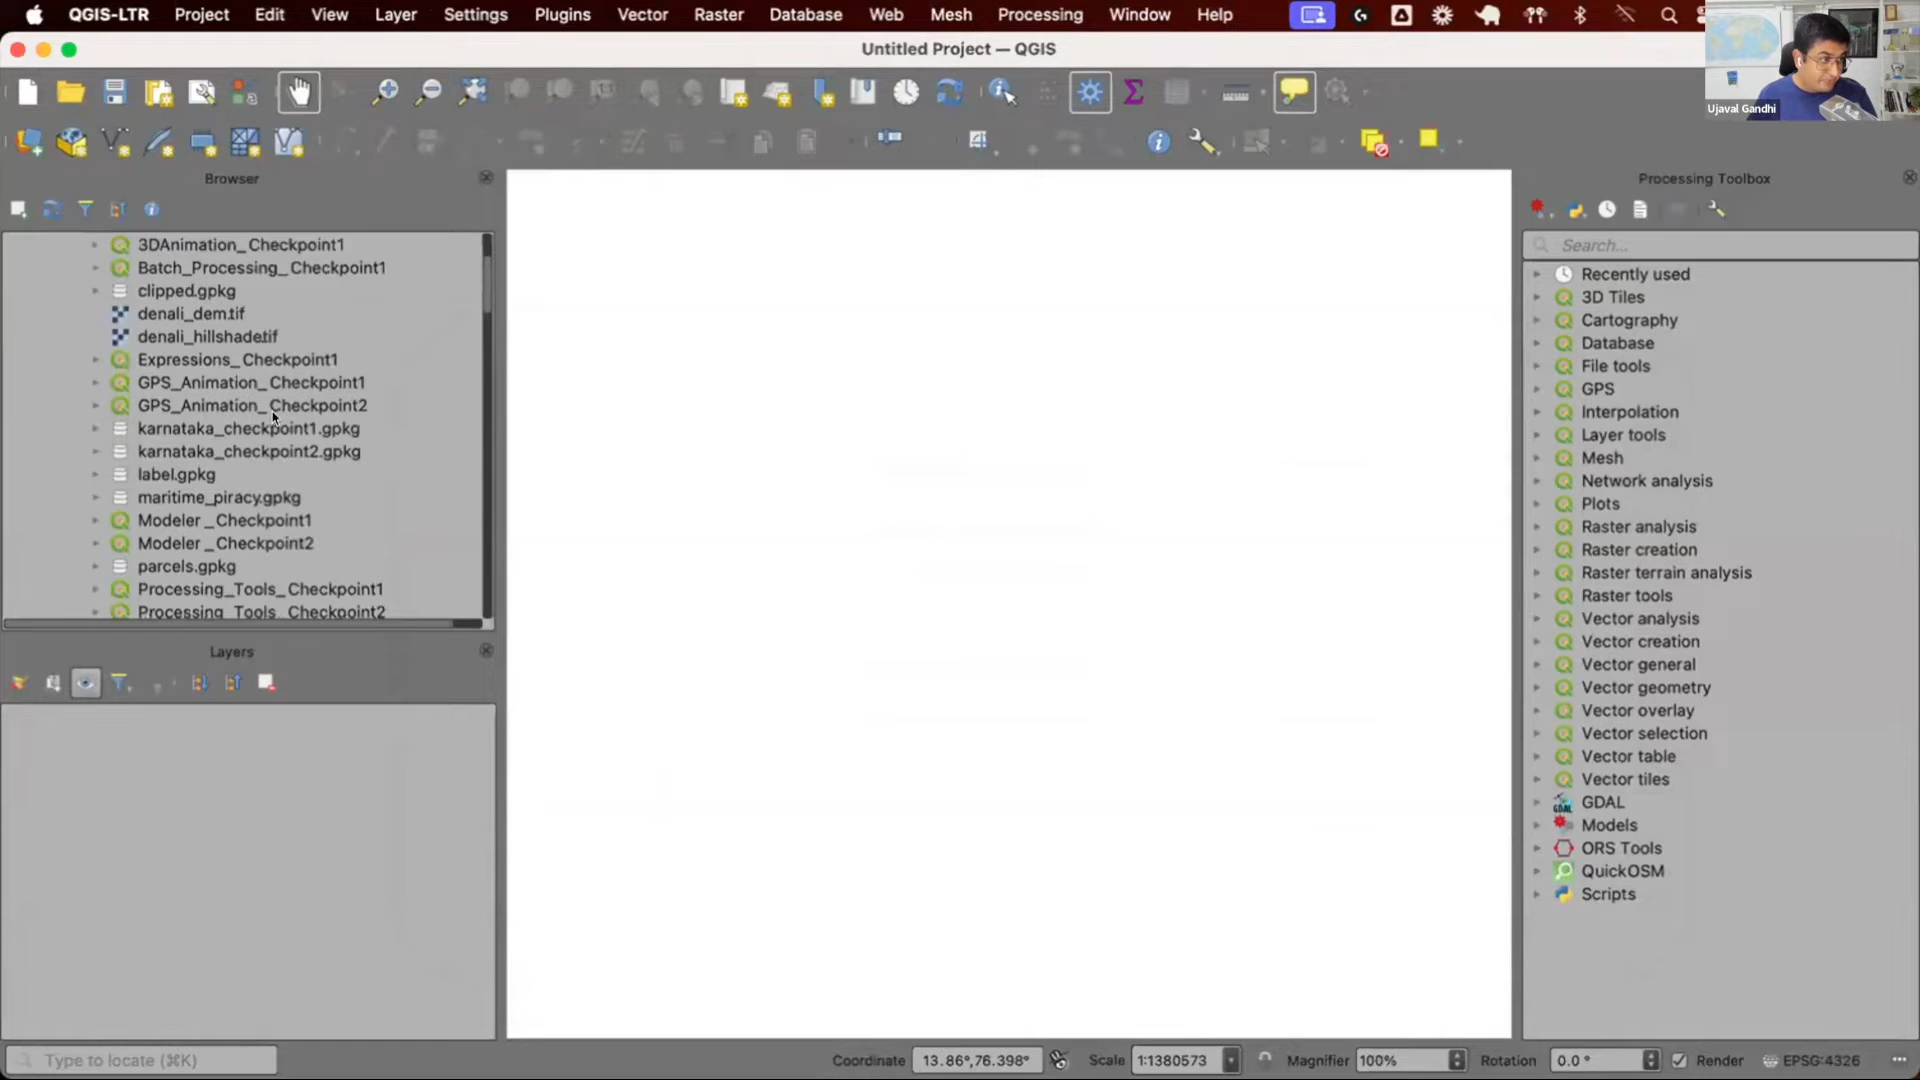 QGIS-LTR Project Edit View Layer Settings Plugins Vector Raster Database Web Mesh Processing Window Help
Untitled Project — QGIS
Ujaval Gandhi
Browser
3DAnimation_Checkpoint1
Batch_Processing_Checkpoint1
clipped.gpkg
denali_dem.tif
denali_hillshade.tif
Expressions_Checkpoint1
GPS_Animation_Checkpoint1
GPS_Animation_Checkpoint2
karnataka_checkpoint1.gpkg
karnataka_checkpoint2.gpkg
label.gpkg
maritime_piracy.gpkg
Modeler _Checkpoint1
Modeler _Checkpoint2
parcels.gpkg
Processing_Tools_Checkpoint1
Processing_Tools_Checkpoint2
Layers
Processing Toolbox
Search...
Recently used
3D Tiles
Cartography
Database
File tools
GPS
Interpolation
Layer tools
Mesh
Network analysis
Plots
Raster analysis
Raster creation
Raster terrain analysis
Raster tools
Vector analysis
Vector creation
Vector general
Vector geometry
Vector overlay
Vector selection
Vector table
Vector tiles
GDAL
Models
ORS Tools
QuickOSM
Scripts
Type to locate (⌘K)
Coordinate 13.86°,76.398° Scale 1:1380573 Magnifier 100% Rotation 0.0 ° Render EPSG:4326